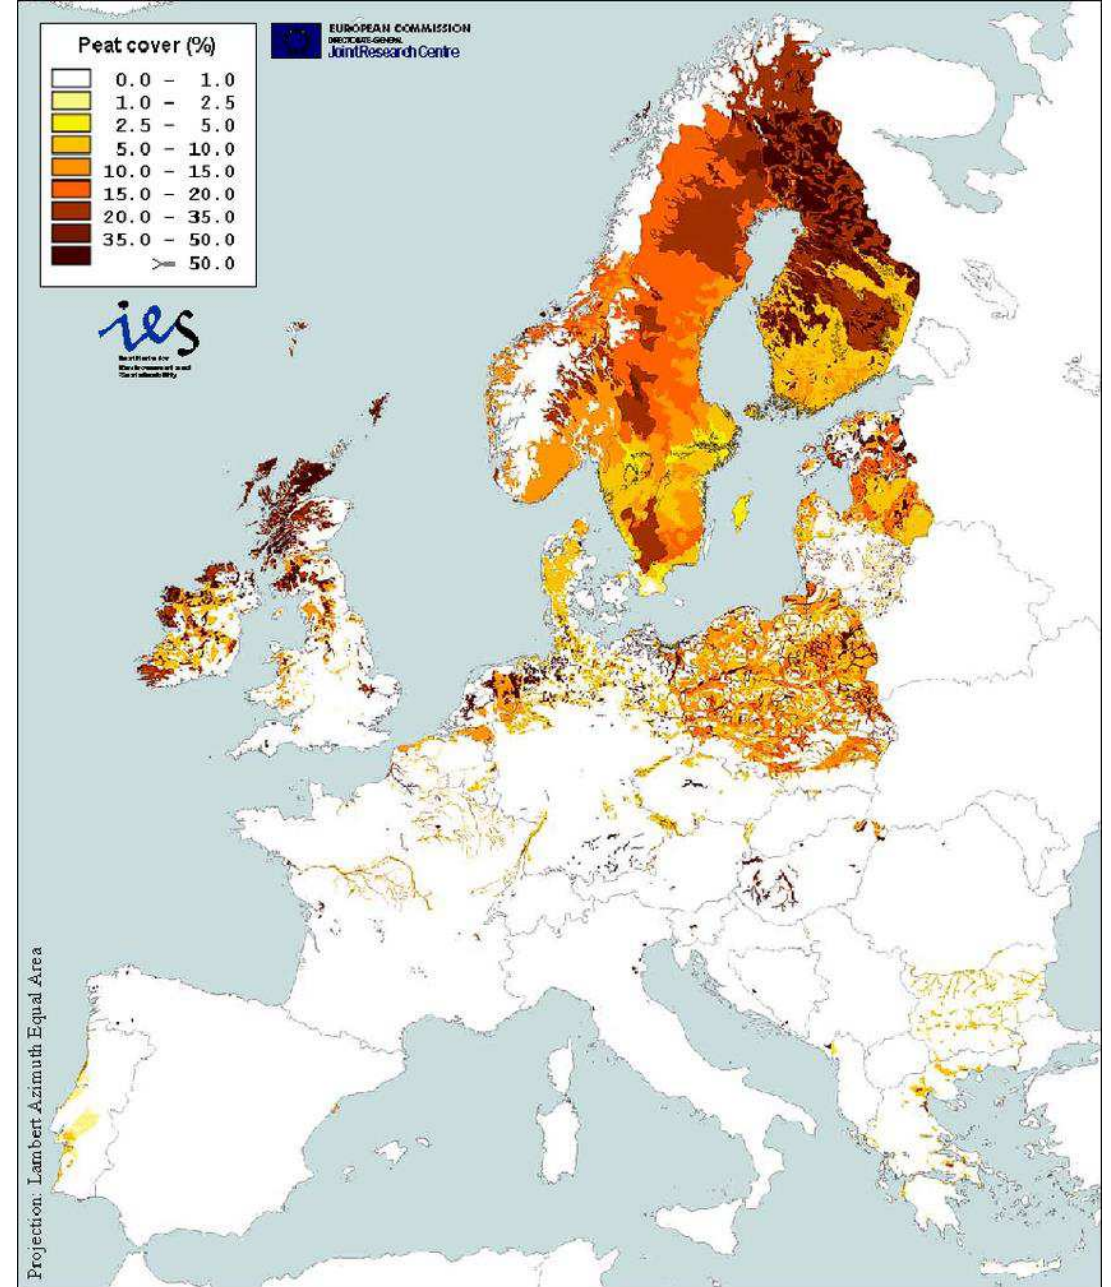 Peat cover (%)
0.0 - 1.0
1.0 - 2.5
2.5 - 5.0
5.0 - 10.0
10.0 - 15.0
15.0 - 20.0
20.0 - 35.0
35.0 - 50.0
>= 50.0
EUROPEAN COMMISSION
DIRECTORATE-GENERAL
Joint Research Centre
ies
Institute for
Environment and
Sustainability
Projection: Lambert Azimuth Equal Area